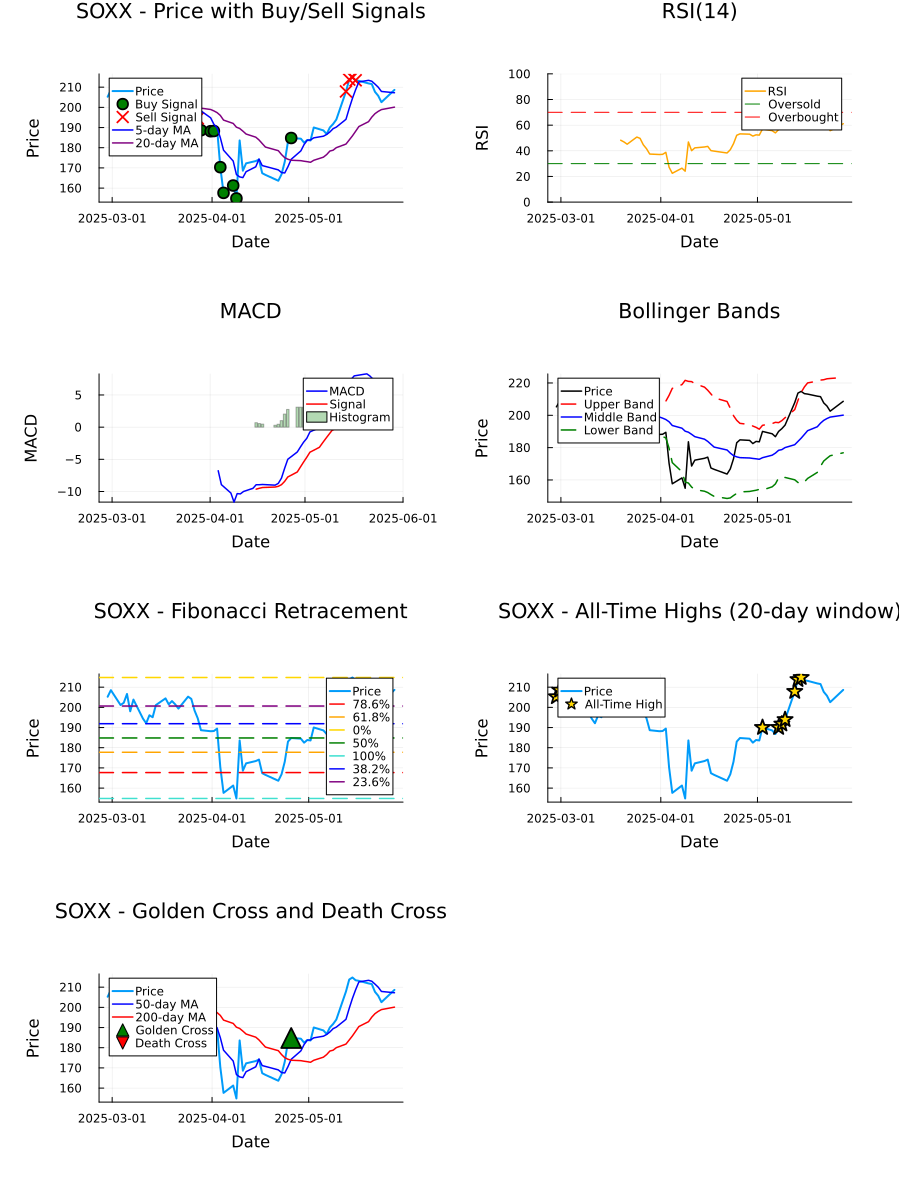 SOXX - Price with Buy/Sell Signals
Price
210
200
190
180
170
160
Price
Buy Signal
Sell Signal
5-day MA
20-day MA
2025-03-01
2025-04-01
2025-05-01
Date
RSI(14)
RSI
100
80
60
40
20
0
RSI
Oversold
Overbought
2025-03-01
2025-04-01
2025-05-01
Date
MACD
MACD
5
0
−5
−10
MACD
Signal
Histogram
2025-03-01
2025-04-01
2025-05-01
2025-06-01
Date
Bollinger Bands
Price
220
200
180
160
Price
Upper Band
Middle Band
Lower Band
2025-03-01
2025-04-01
2025-05-01
Date
SOXX - Fibonacci Retracement
Price
210
200
190
180
170
160
Price
78.6%
61.8%
0%
50%
100%
38.2%
23.6%
2025-03-01
2025-04-01
2025-05-01
Date
SOXX - All-Time Highs (20-day window)
Price
210
200
190
180
170
160
Price
All-Time High
2025-03-01
2025-04-01
2025-05-01
Date
SOXX - Golden Cross and Death Cross
Price
210
200
190
180
170
160
Price
50-day MA
200-day MA
Golden Cross
Death Cross
2025-03-01
2025-04-01
2025-05-01
Date